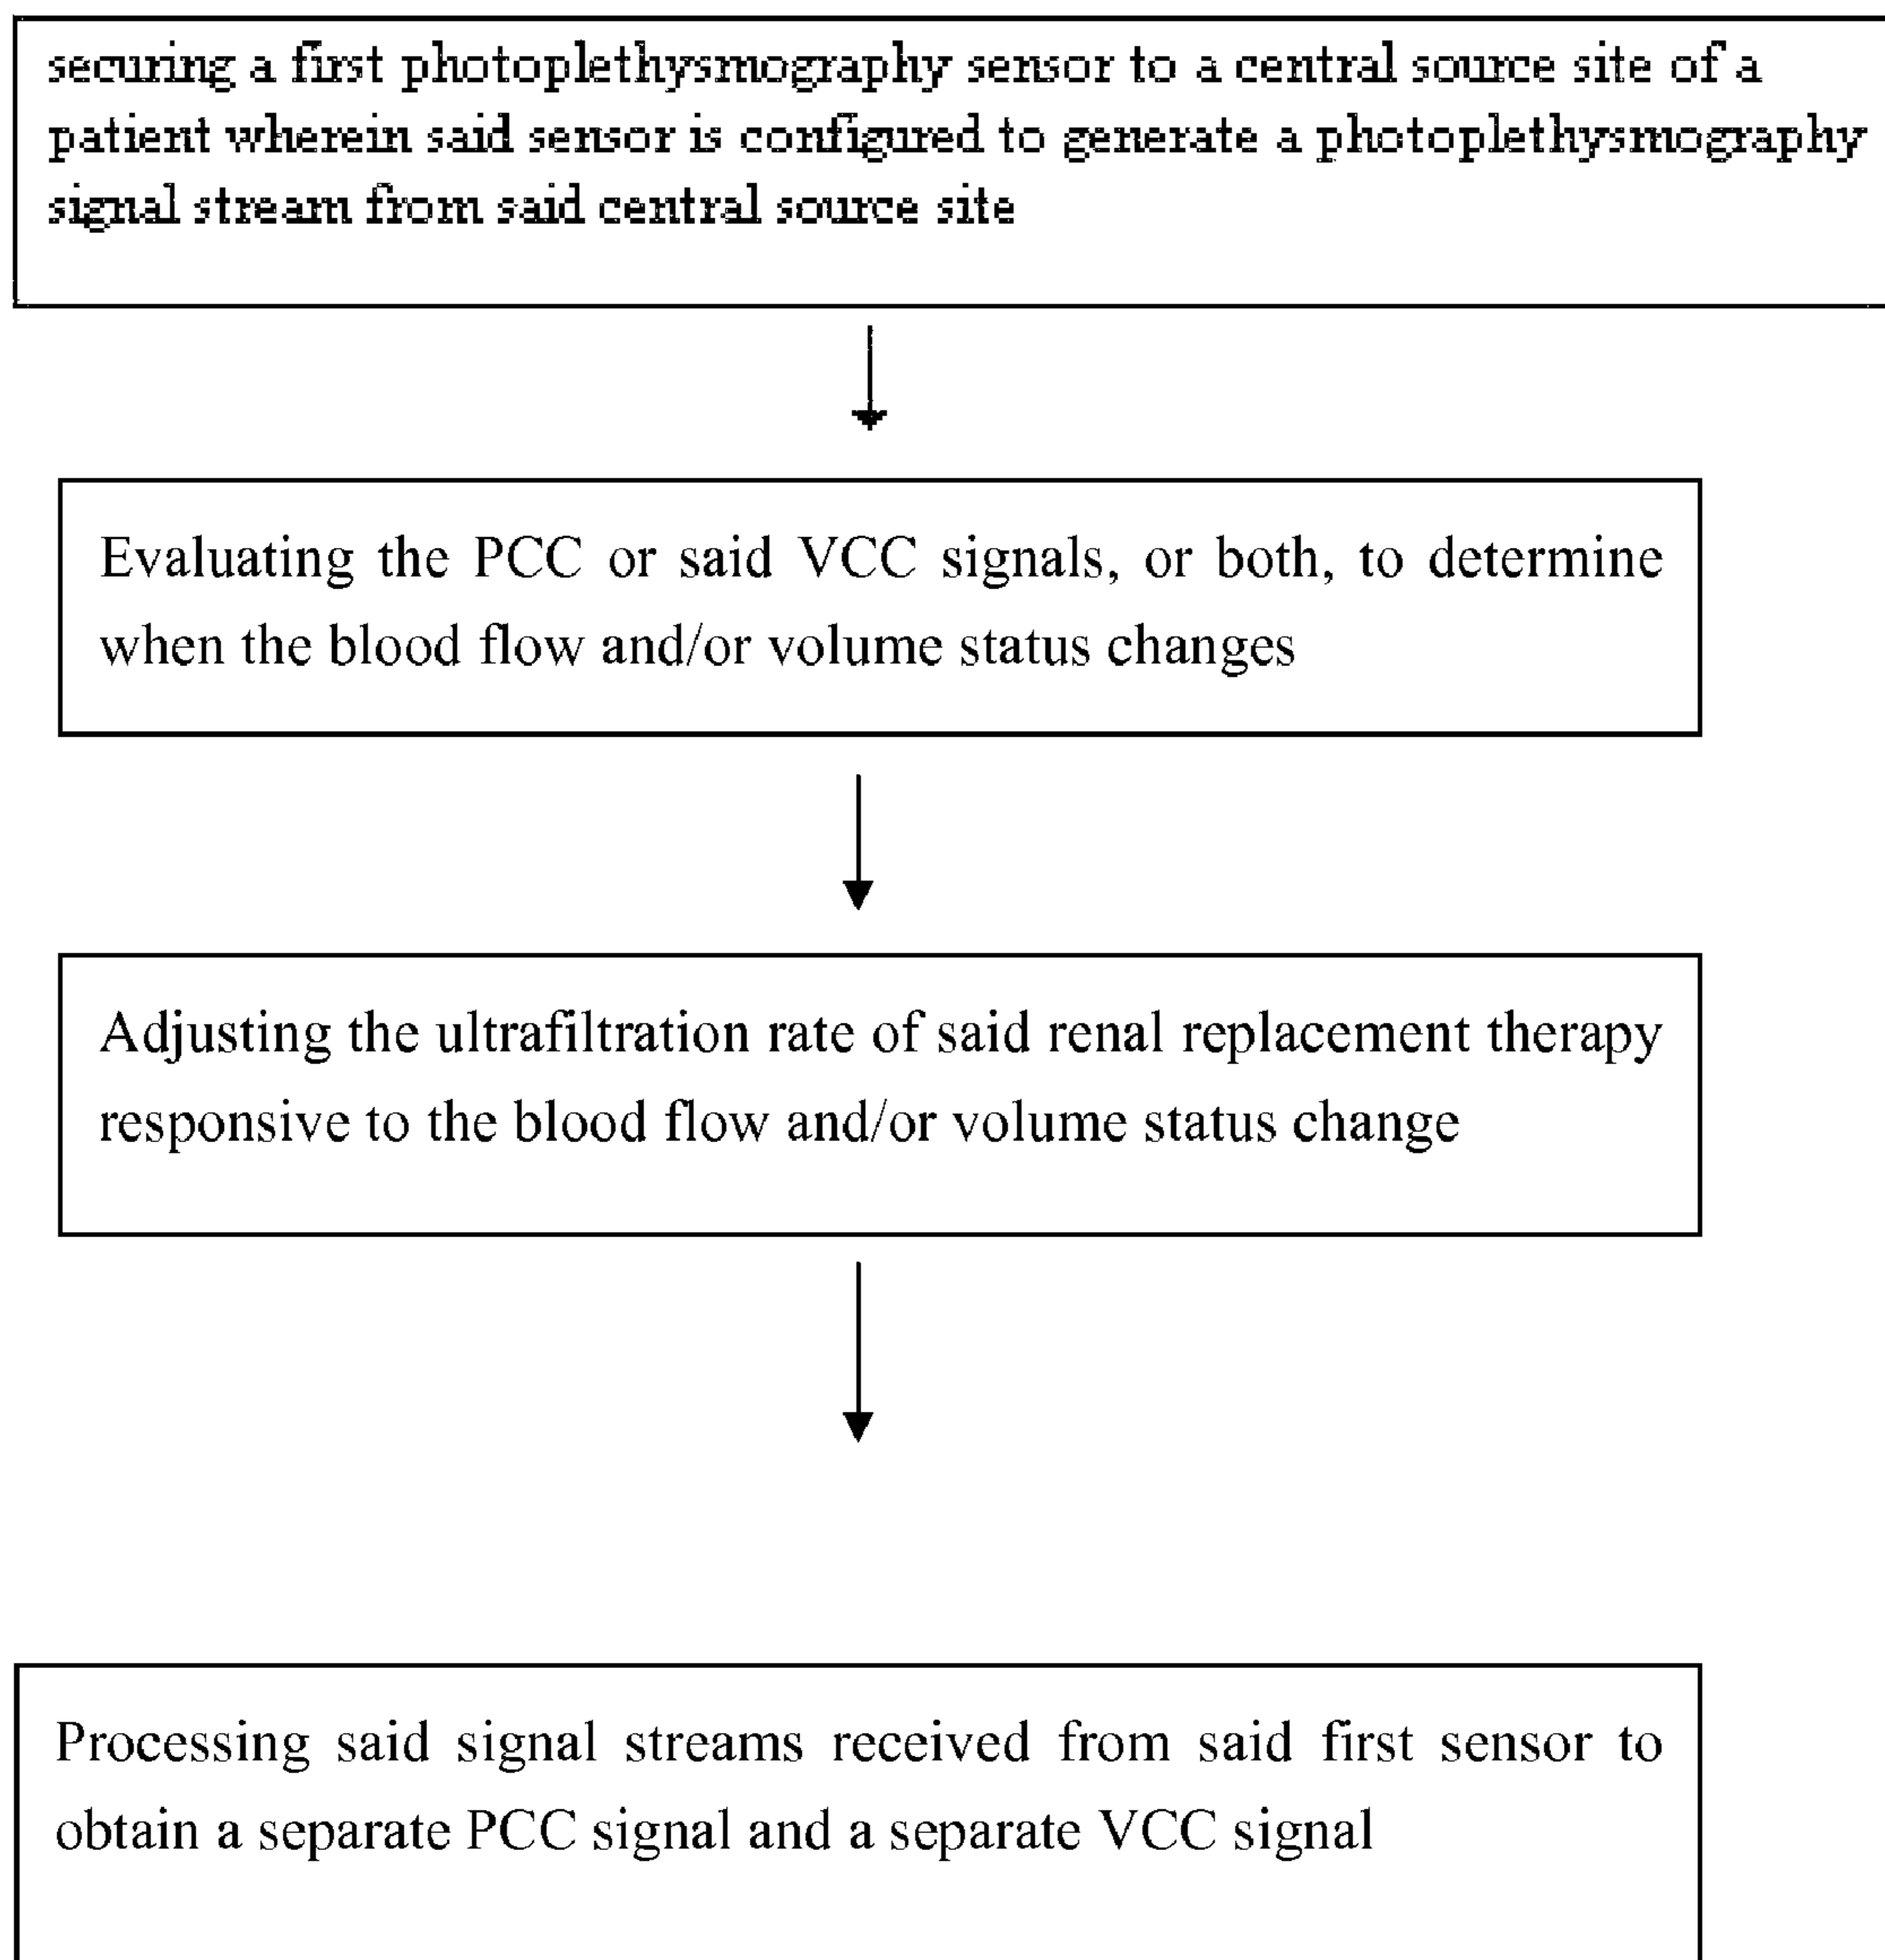 securing a first photoplethysmography sensor to a central source site of a
patient wherein said sensor is configured to generate a photoplethysmography
signal stream from said central source site
Evaluating the PCC or said VCC signals, or both, to determine
when the blood flow and/or volume status changes
Adjusting the ultrafiltration rate of said renal replacement therapy
responsive to the blood flow and/or volume status change
Processing said signal streams received from said first sensor to
obtain a separate PCC signal and a separate VCC signal